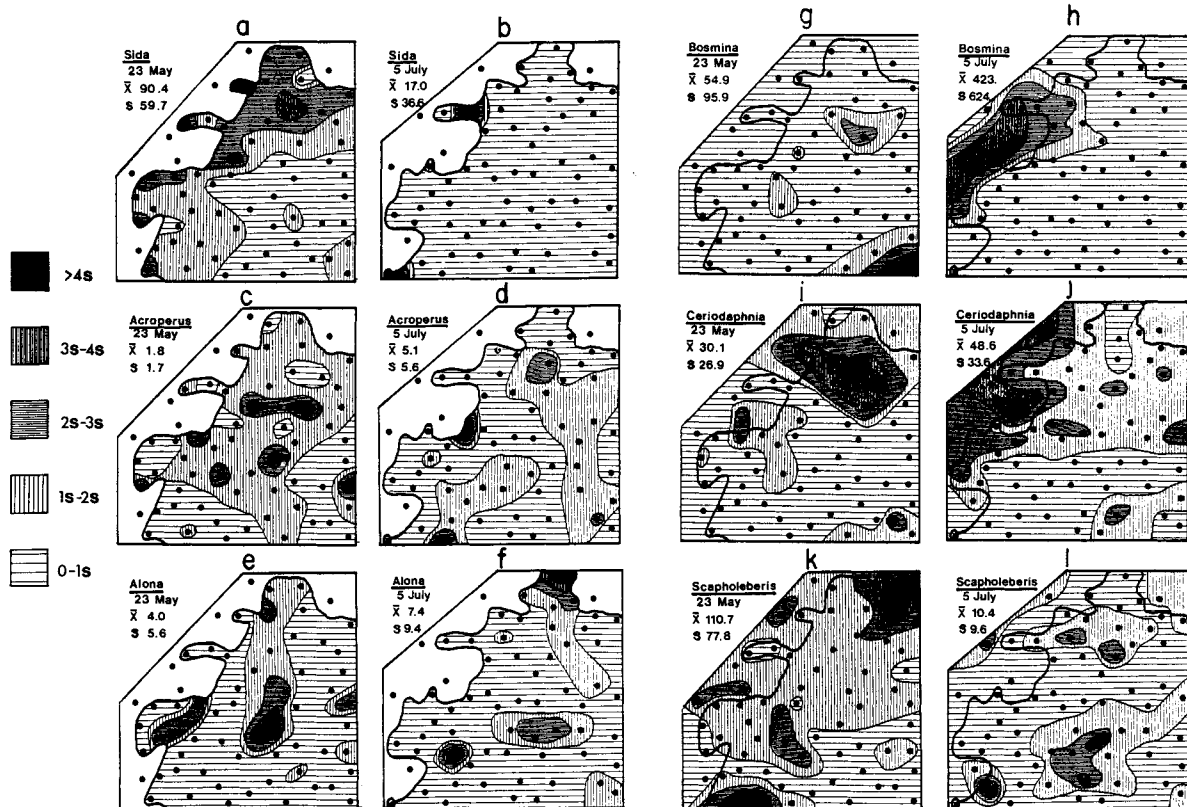 a
Sida
23 May
X̄ 90.4
S 59.7
b
Sida
5 July
X̄ 17.0
S 36.6
g
Bosmina
23 May
X̄ 54.9
S 95.9
h
Bosmina
5 July
X̄ 423.
S 624
>4s
3s-4s
2s-3s
1s-2s
0-1s
c
Acroperus
23 May
X̄ 1.8
S 1.7
d
Acroperus
5 July
X̄ 5.1
S 5.6
i
Ceriodaphnia
23 May
X̄ 30.1
S 26.9
J
Ceriodaphnia
5 July
X̄ 48.6
S 33.6
e
Alona
23 May
X̄ 4.0
S 5.6
f
Alona
5 July
X̄ 7.4
S 9.4
k
Scapholeberis
23 May
X̄ 110.7
S 77.8
l
Scapholeberis
5 July
X̄ 10.4
S 9.6